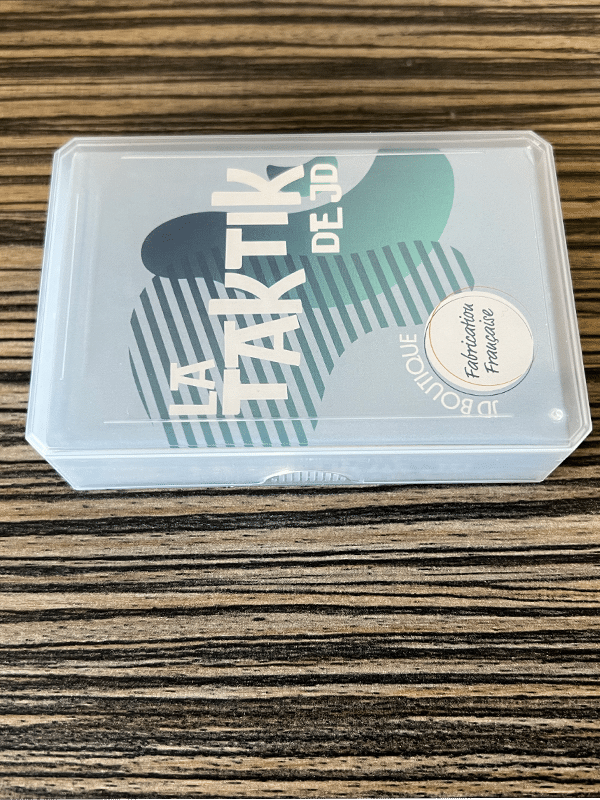 LA
TAKTIK
DE JD
JD BOUTIQUE
Fabrication
Française